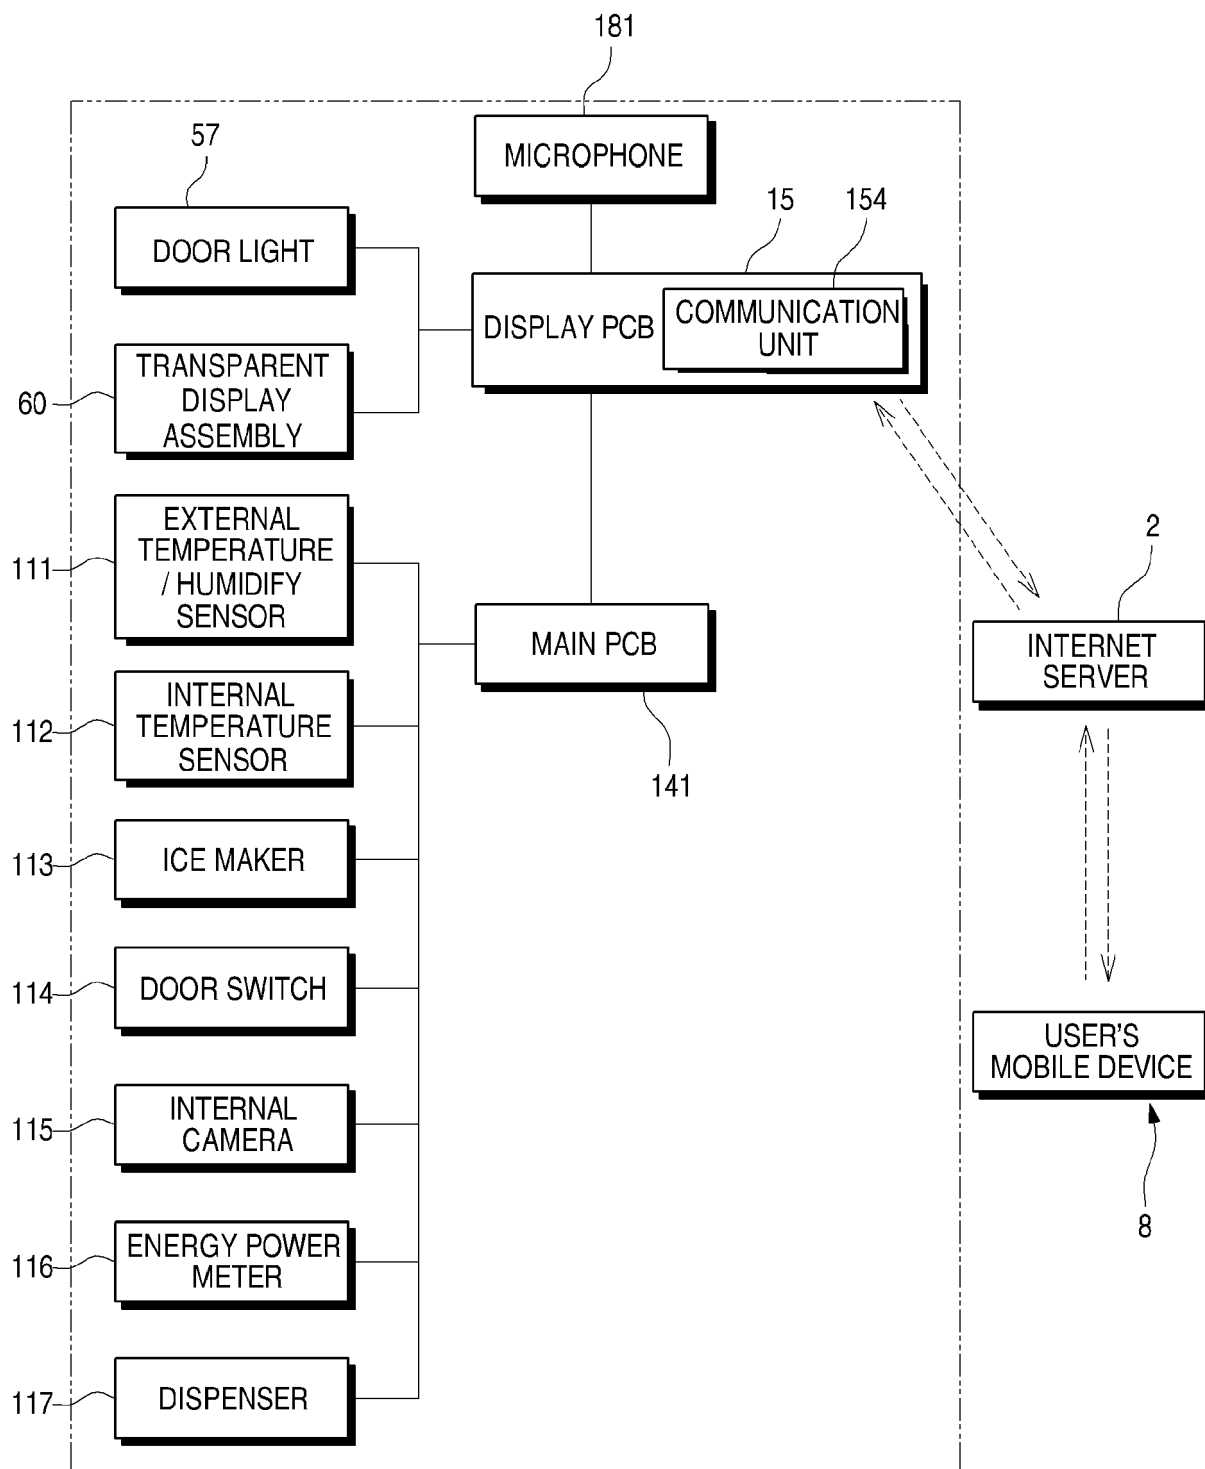 181
MICROPHONE
57
DOOR LIGHT
15
154
DISPLAY PCB
COMMUNICATION
UNIT
60
TRANSPARENT
DISPLAY
ASSEMBLY
111
EXTERNAL
TEMPERATURE
/ HUMIDIFY
SENSOR
MAIN PCB
141
2
INTERNET
SERVER
112
INTERNAL
TEMPERATURE
SENSOR
113
ICE MAKER
114
DOOR SWITCH
USER'S
MOBILE DEVICE
8
115
INTERNAL
CAMERA
116
ENERGY POWER
METER
117
DISPENSER